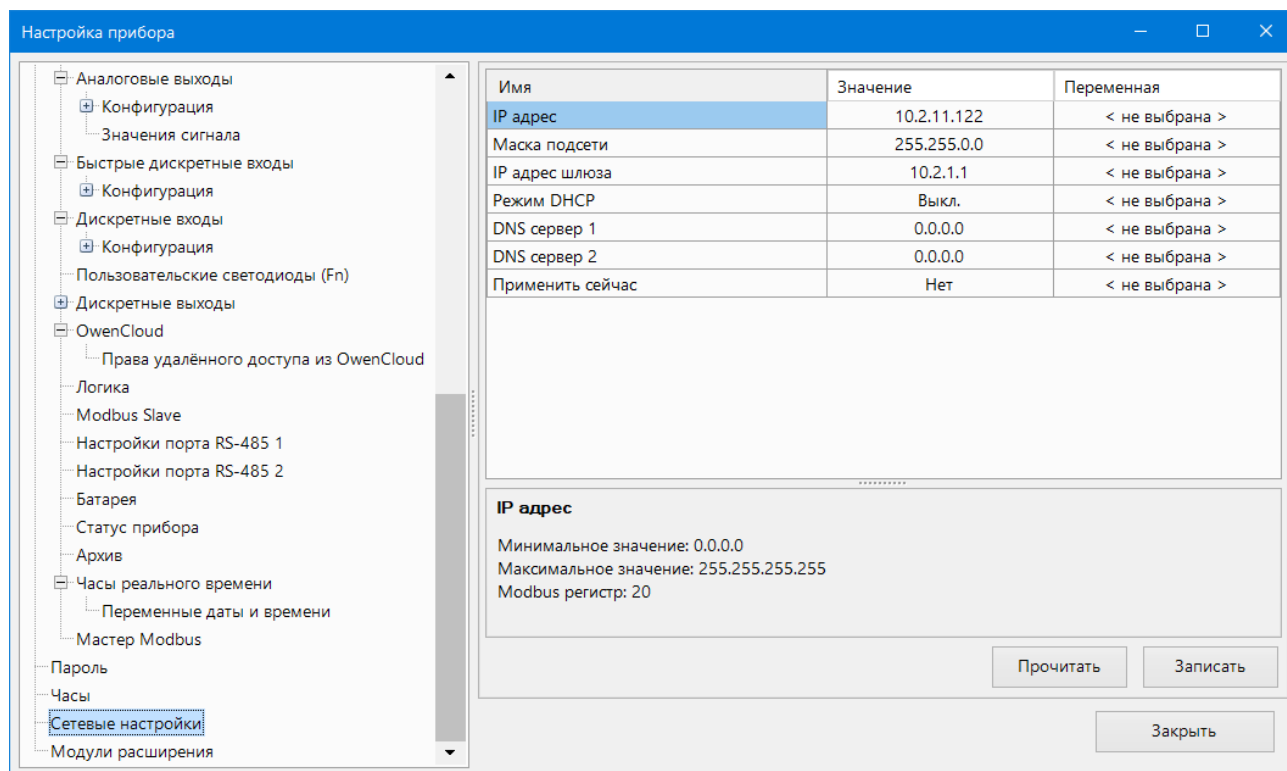 Настройка прибора
Аналоговые выходы
Конфигурация
Значения сигнала
Быстрые дискретные входы
Конфигурация
Дискретные входы
Конфигурация
Пользовательские светодиоды (Fn)
Дискретные выходы
OwenCloud
Права удалённого доступа из OwenCloud
Логика
Modbus Slave
Настройки порта RS-485 1
Настройки порта RS-485 2
Батарея
Статус прибора
Архив
Часы реального времени
Переменные даты и времени
Мастер Modbus
Пароль
Часы
Сетевые настройки
Модули расширения
Имя Значение Переменная
IP адрес 10.2.11.122 < не выбрана >
Маска подсети 255.255.0.0 < не выбрана >
IP адрес шлюза 10.2.1.1 < не выбрана >
Режим DHCP Выкл. < не выбрана >
DNS сервер 1 0.0.0.0 < не выбрана >
DNS сервер 2 0.0.0.0 < не выбрана >
Применить сейчас Нет < не выбрана >
IP адрес
Минимальное значение: 0.0.0.0
Максимальное значение: 255.255.255.255
Modbus регистр: 20
Прочитать Записать
Закрыть